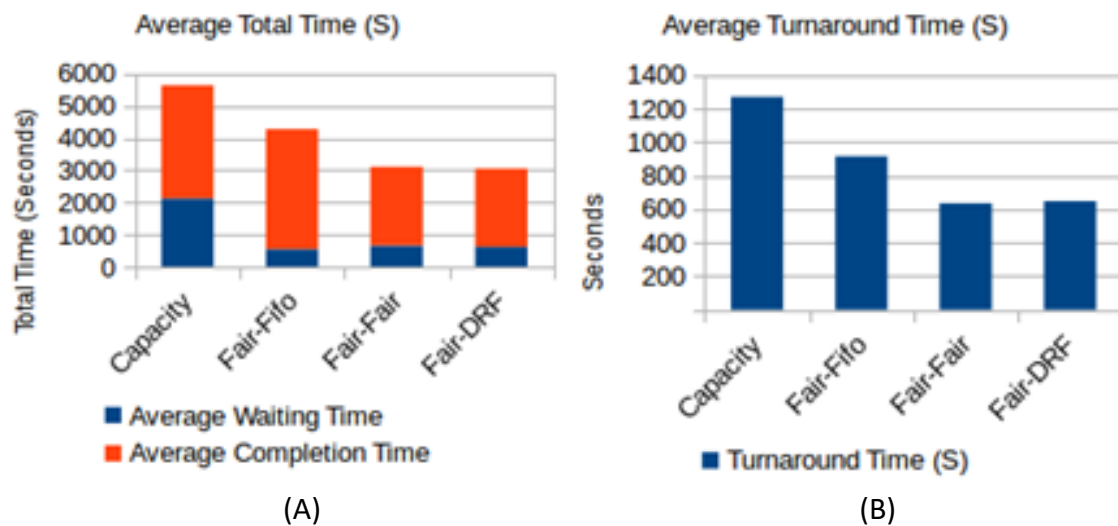 Average Total Time (S)
Total Time (Seconds)
6000
5000
4000
3000
2000
1000
0
Capacity
Fair-Fifo
Fair-Fair
Fair-DRF
Average Waiting Time
Average Completion Time
(A)
Average Turnaround Time (S)
Seconds
1400
1200
1000
800
600
400
200
Capacity
Fair-Fifo
Fair-Fair
Fair-DRF
Turnaround Time (S)
(B)